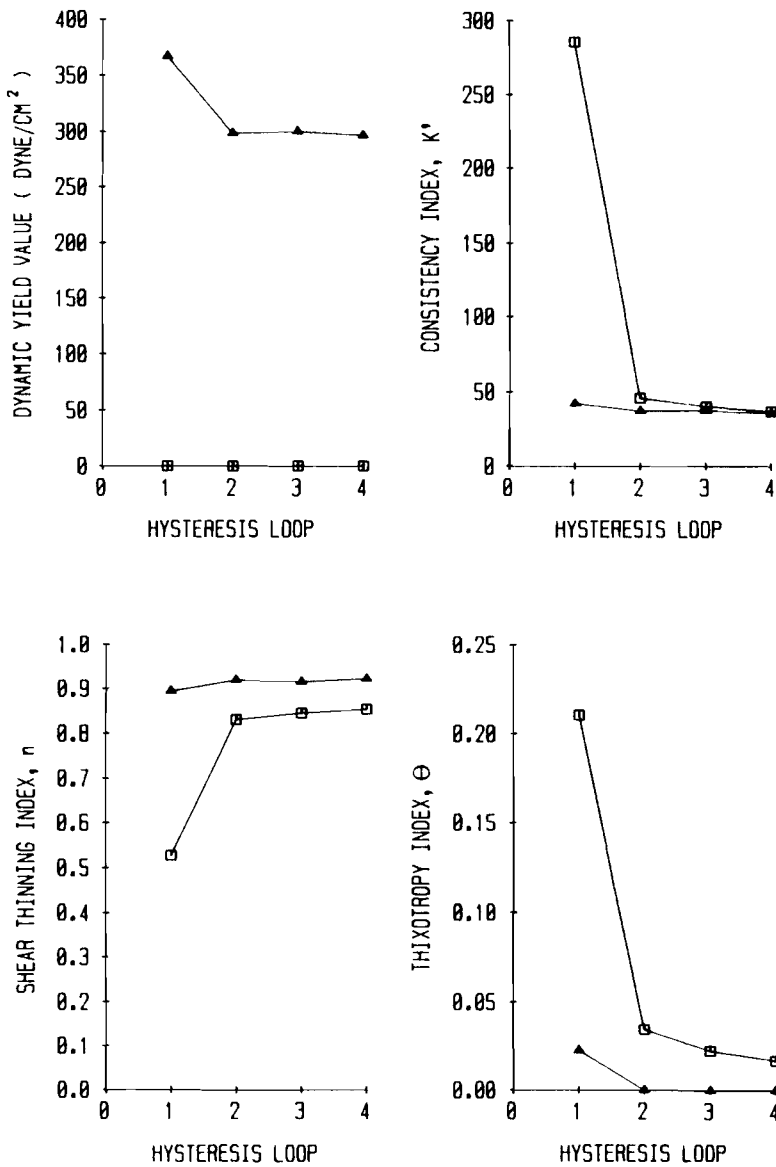 DYNAMIC YIELD VALUE ( DYNE/CM² )
400
350
300
250
200
150
100
50
0
0 1 2 3 4
HYSTERESIS LOOP
CONSISTENCY INDEX, K'
300
250
200
150
100
50
0
0 1 2 3 4
HYSTERESIS LOOP
SHEAR THINNING INDEX, n
1.0
0.9
0.8
0.7
0.6
0.5
0.4
0.3
0.2
0.1
0.0
0 1 2 3 4
HYSTERESIS LOOP
THIXOTROPY INDEX, Θ
0.25
0.20
0.15
0.10
0.05
0.00
0 1 2 3 4
HYSTERESIS LOOP